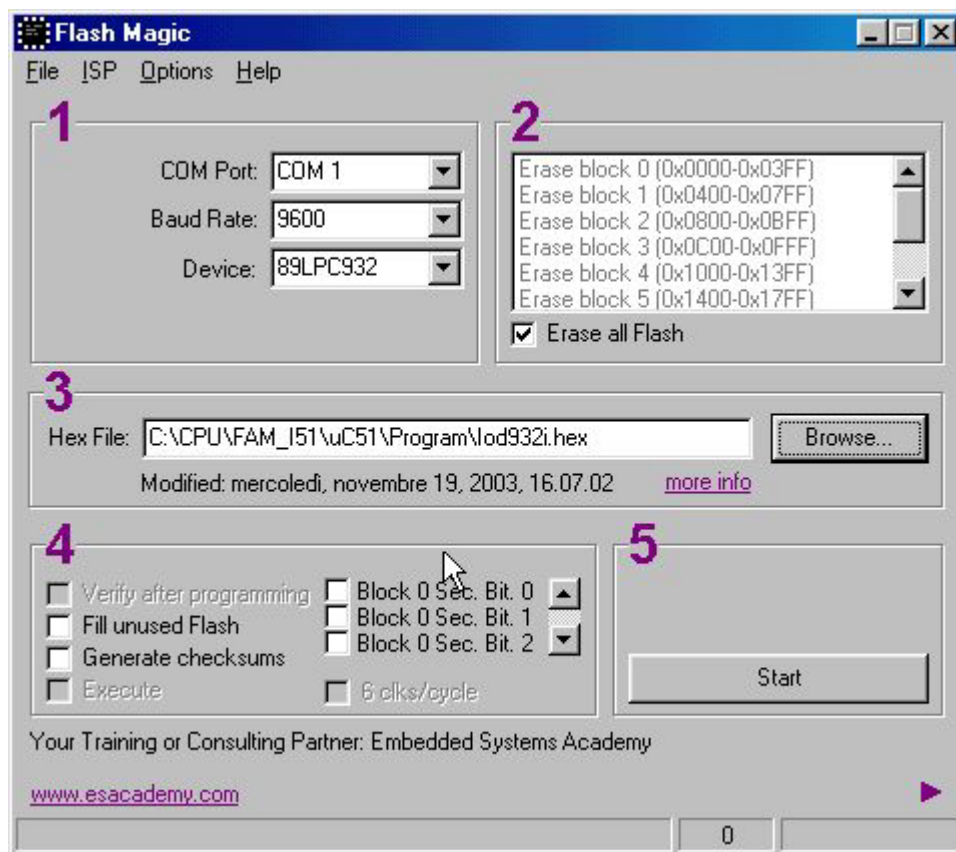 Flash Magic
File ISP Options Help
1
COM Port: COM 1
Baud Rate: 9600
Device: 89LPC932
2
Erase block 0 (0x0000-0x03FF)
Erase block 1 (0x0400-0x07FF)
Erase block 2 (0x0800-0x0BFF)
Erase block 3 (0x0C00-0x0FFF)
Erase block 4 (0x1000-0x13FF)
Erase block 5 (0x1400-0x17FF)
Erase all Flash
3
Hex File: C:\CPU\FAM_I51\uC51\Program\lod932i.hex
Browse...
Modified: mercoledì, novembre 19, 2003, 16.07.02 more info
4
Verify after programming
Fill unused Flash
Generate checksums
Execute
Block 0 Sec. Bit. 0
Block 0 Sec. Bit. 1
Block 0 Sec. Bit. 2
6 clks/cycle
5
Start
Your Training or Consulting Partner: Embedded Systems Academy
www.esacademy.com
0